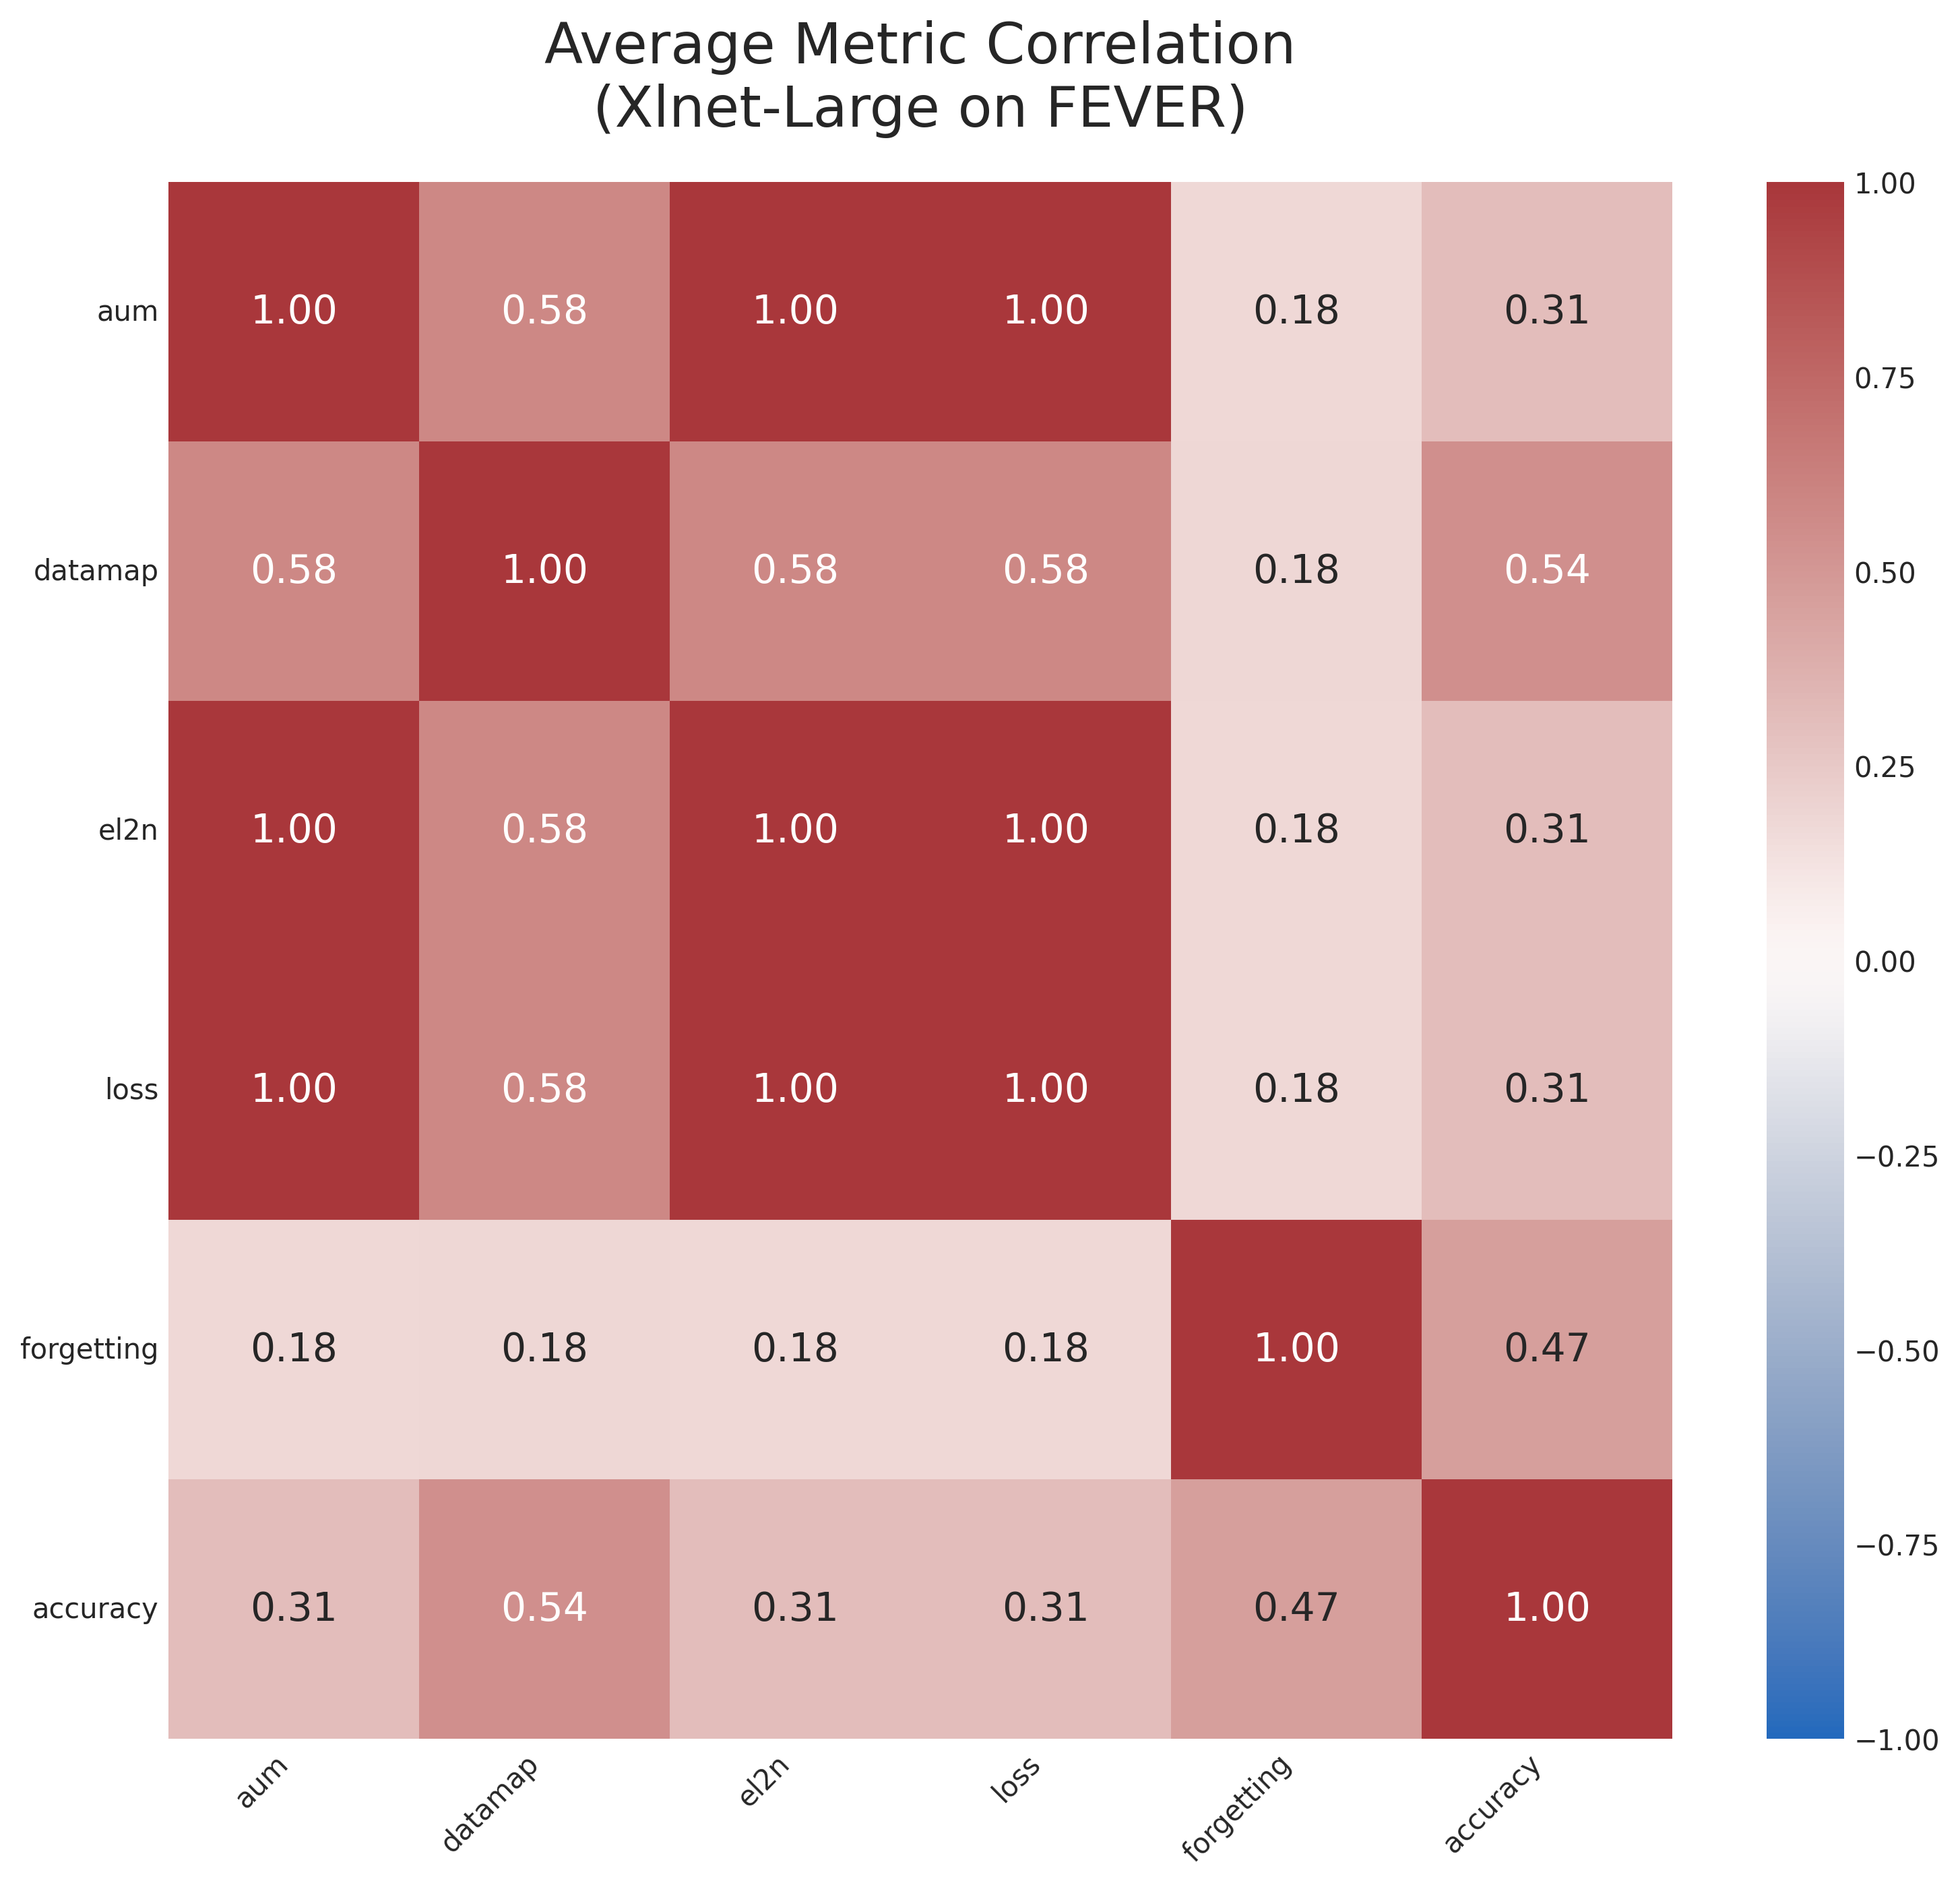 Average Metric Correlation
(Xlnet-Large on FEVER)
aum 1.00 0.58 1.00 1.00 0.18 0.31
datamap 0.58 1.00 0.58 0.58 0.18 0.54
el2n 1.00 0.58 1.00 1.00 0.18 0.31
loss 1.00 0.58 1.00 1.00 0.18 0.31
forgetting 0.18 0.18 0.18 0.18 1.00 0.47
accuracy 0.31 0.54 0.31 0.31 0.47 1.00
aum datamap el2n loss forgetting accuracy
1.00
0.75
0.50
0.25
0.00
−0.25
−0.50
−0.75
−1.00